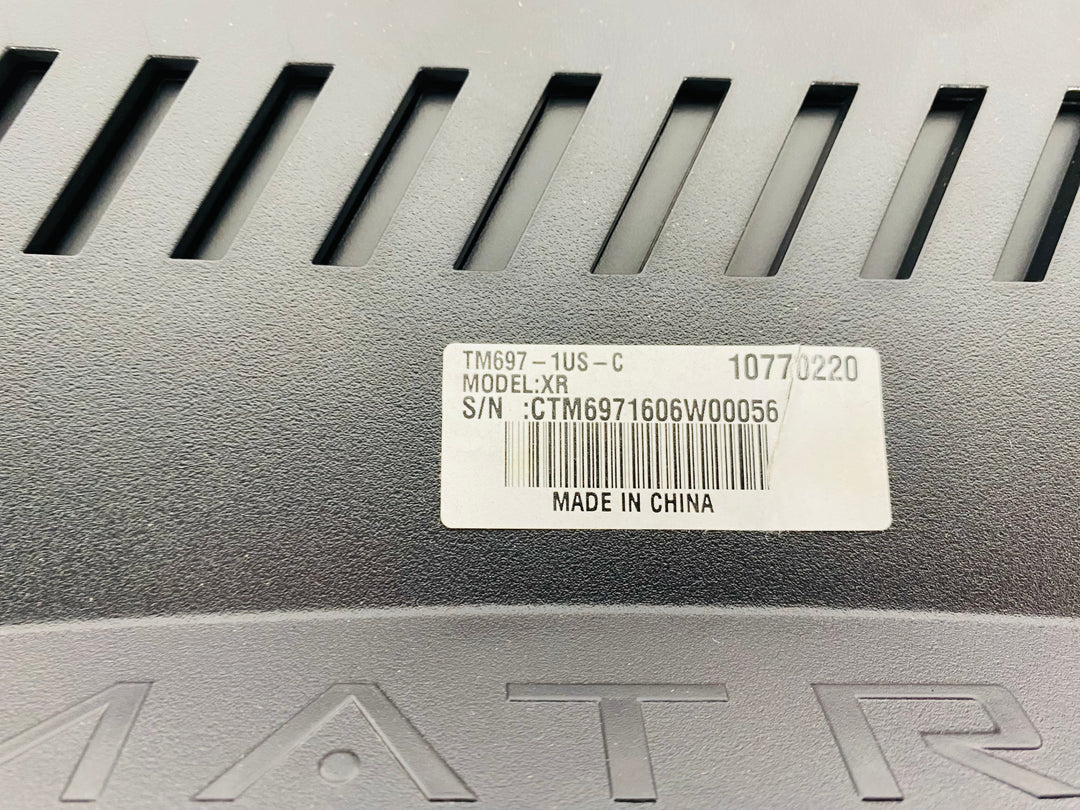 TM697-1US-C 10770220
MODEL:XR
S/N :CTM6971606W00056
MADE IN CHINA
MATR